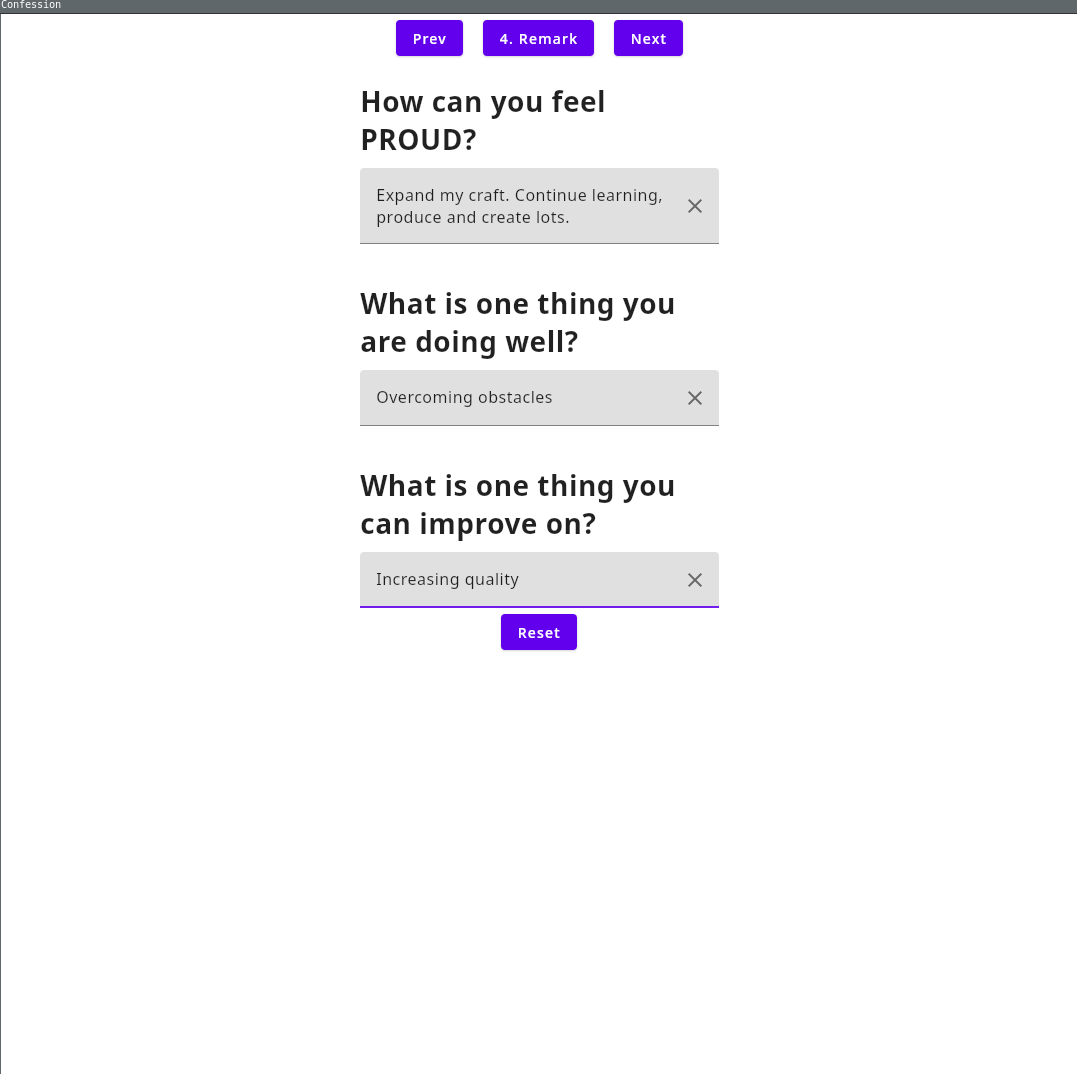 Confession
Prev 4. Remark Next
How can you feel
PROUD?
Expand my craft. Continue learning,
produce and create lots.
What is one thing you
are doing well?
Overcoming obstacles
What is one thing you
can improve on?
Increasing quality
Reset